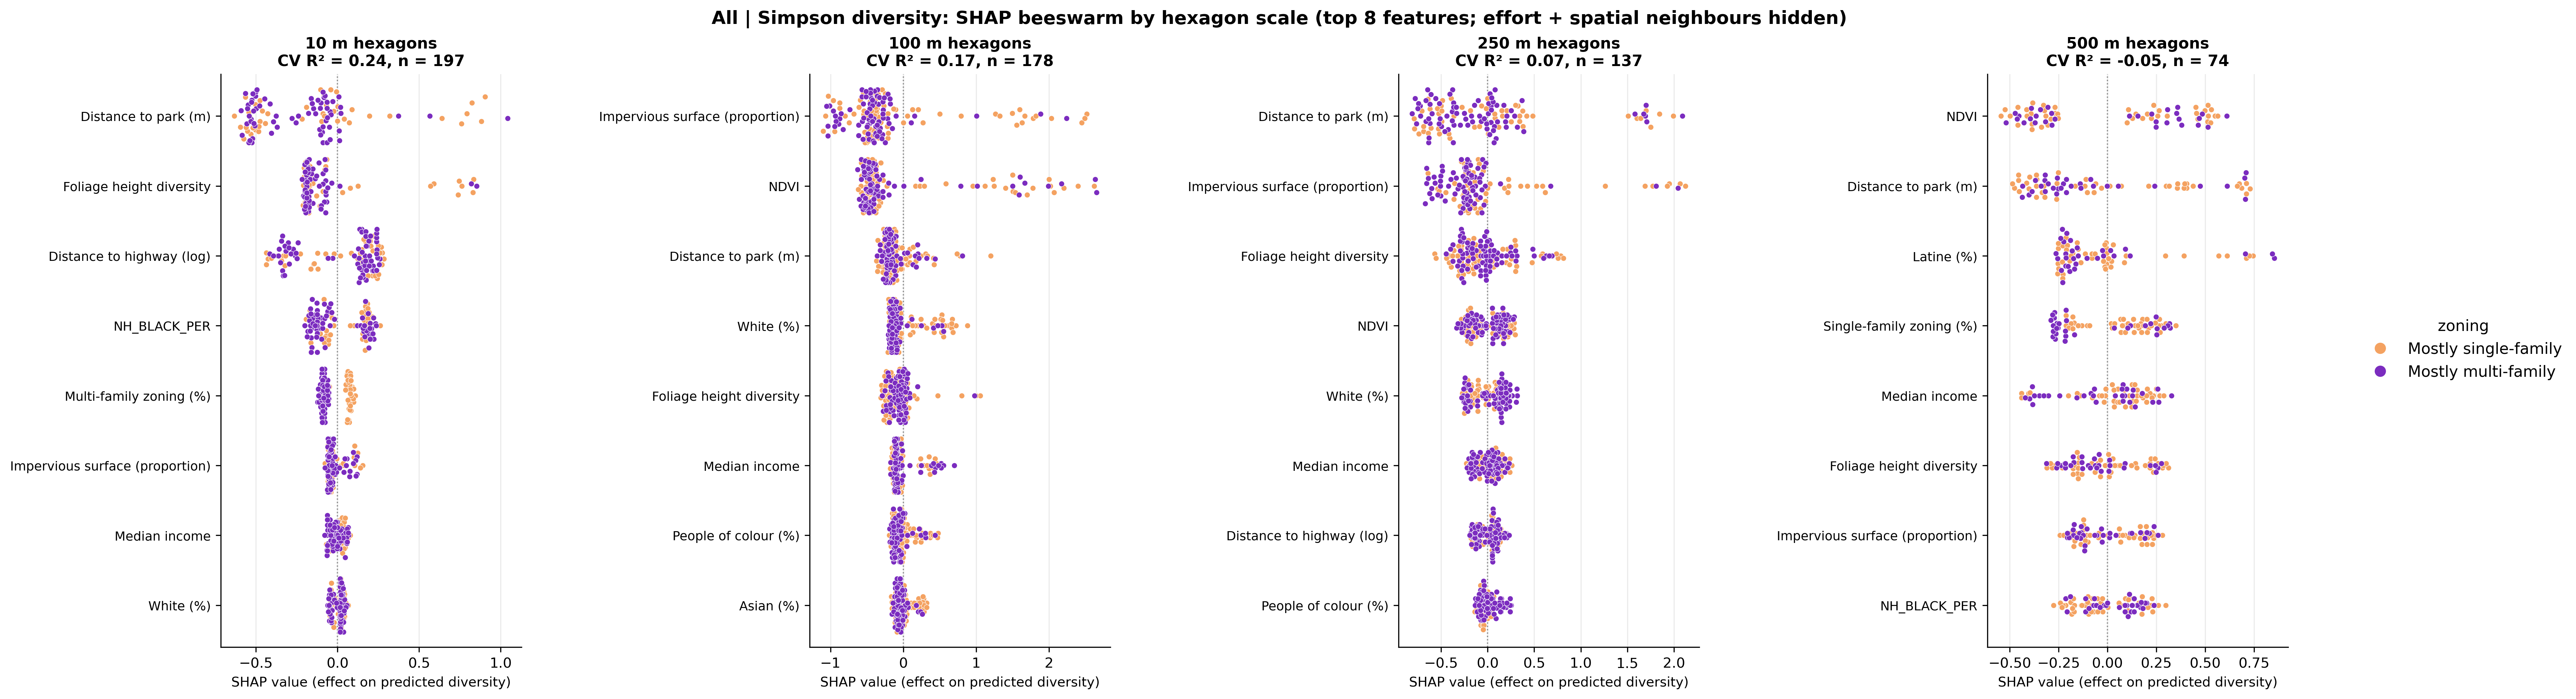 All | Simpson diversity: SHAP beeswarm by hexagon scale (top 8 features; effort + spatial neighbours hidden)
10 m hexagons
CV R² = 0.24, n = 197
Distance to park (m)
Foliage height diversity
Distance to highway (log)
NH_BLACK_PER
Multi-family zoning (%)
Impervious surface (proportion)
Median income
White (%)
−0.5 0.0 0.5 1.0
SHAP value (effect on predicted diversity)
100 m hexagons
CV R² = 0.17, n = 178
Impervious surface (proportion)
NDVI
Distance to park (m)
White (%)
Foliage height diversity
Median income
People of colour (%)
Asian (%)
−1 0 1 2
SHAP value (effect on predicted diversity)
250 m hexagons
CV R² = 0.07, n = 137
Distance to park (m)
Impervious surface (proportion)
Foliage height diversity
NDVI
White (%)
Median income
Distance to highway (log)
People of colour (%)
−0.5 0.0 0.5 1.0 1.5 2.0
SHAP value (effect on predicted diversity)
500 m hexagons
CV R² = -0.05, n = 74
NDVI
Distance to park (m)
Latine (%)
Single-family zoning (%)
Median income
Foliage height diversity
Impervious surface (proportion)
NH_BLACK_PER
−0.50 −0.25 0.00 0.25 0.50 0.75
SHAP value (effect on predicted diversity)
zoning
Mostly single-family
Mostly multi-family